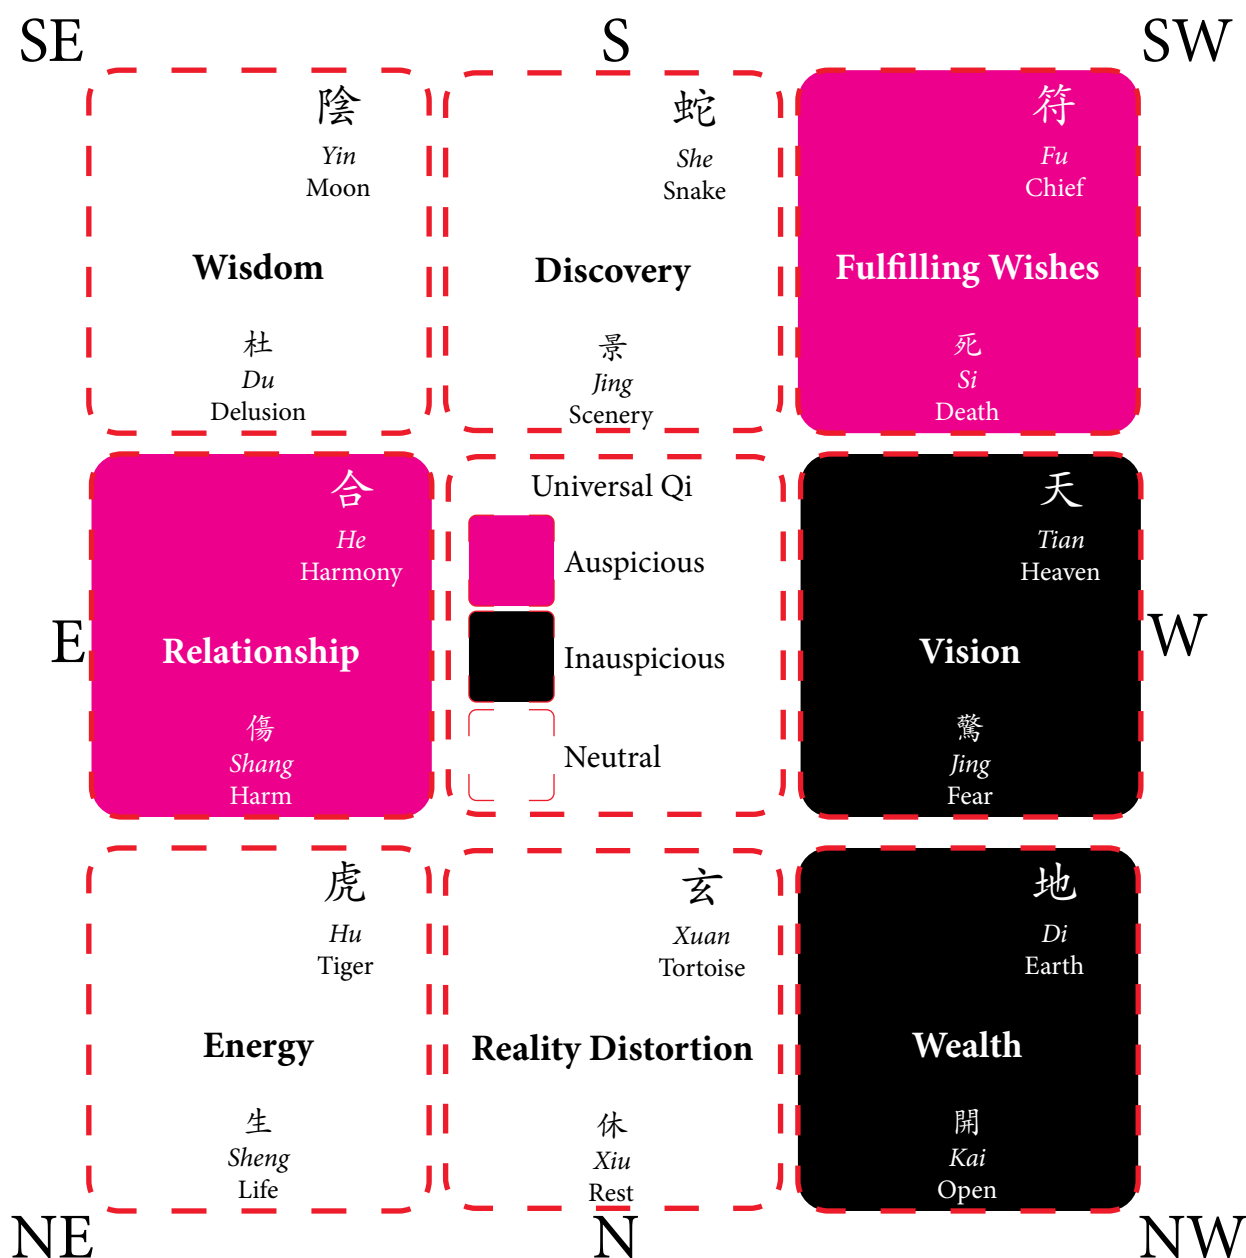 SE
S
SW
陰
Yin
Moon
Wisdom
杜
Du
Delusion
蛇
She
Snake
Discovery
景
Jing
Scenery
符
Fu
Chief
Fulfilling Wishes
死
Si
Death
E
合
He
Harmony
Relationship
傷
Shang
Harm
Universal Qi
Auspicious
Inauspicious
Neutral
天
Tian
Heaven
Vision
驚
Jing
Fear
W
虎
Hu
Tiger
Energy
生
Sheng
Life
玄
Xuan
Tortoise
Reality Distortion
休
Xiu
Rest
地
Di
Earth
Wealth
開
Kai
Open
NE
N
NW